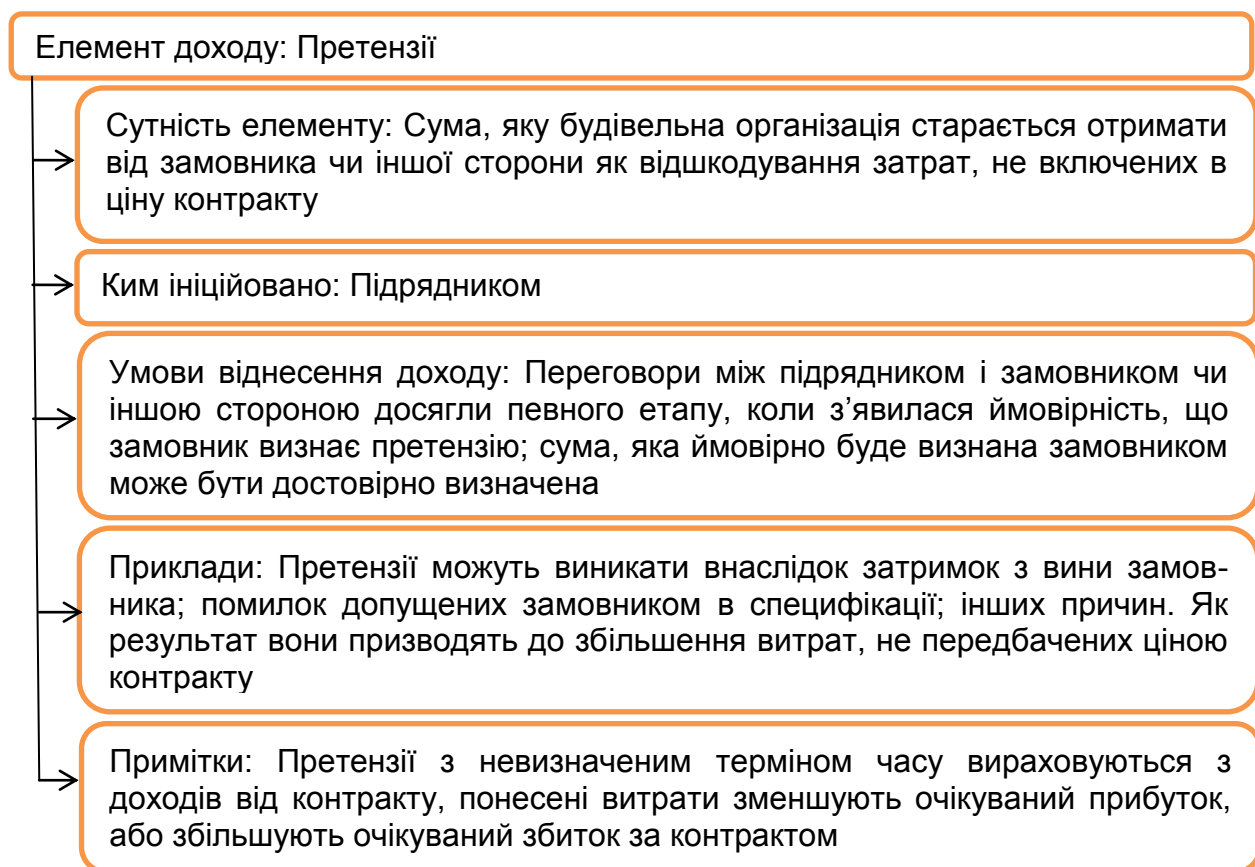 Елемент доходу: Претензії
Сутність елементу: Сума, яку будівельна організація старається отримати
від замовника чи іншої сторони як відшкодування затрат, не включених в
ціну контракту
Ким ініційовано: Підрядником
Умови віднесення доходу: Переговори між підрядником і замовником чи
іншою стороною досягли певного етапу, коли з’явилася ймовірність, що
замовник визнає претензію; сума, яка ймовірно буде визнана замовником
може бути достовірно визначена
Приклади: Претензії можуть виникати внаслідок затримок з вини замов-
ника; помилок допущених замовником в специфікації; інших причин. Як
результат вони призводять до збільшення витрат, не передбачених ціною
контракту
Примітки: Претензії з невизначеним терміном часу вираховуються з
доходів від контракту, понесені витрати зменшують очікуваний прибуток,
або збільшують очікуваний збиток за контрактом